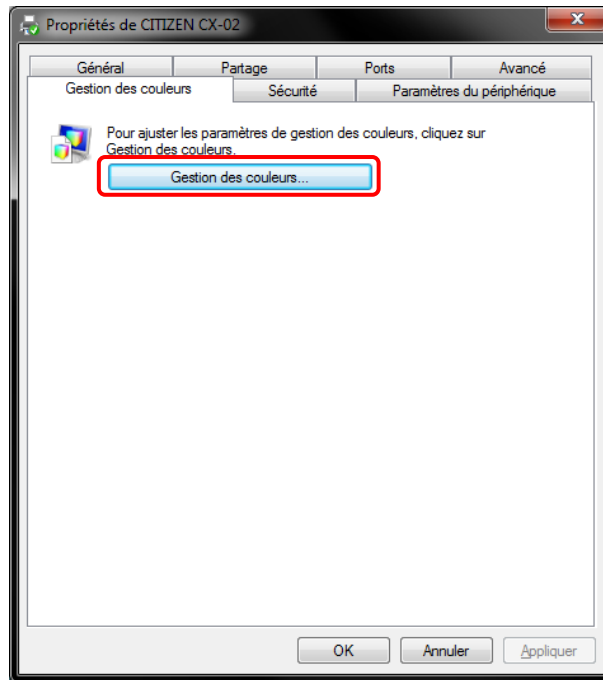 Propriétés de CITIZEN CX-02
Général Partage Ports Avancé
Gestion des couleurs Sécurité Paramètres du périphérique
Pour ajuster les paramètres de gestion des couleurs, cliquez sur
Gestion des couleurs.
Gestion des couleurs...
OK Annuler Appliquer